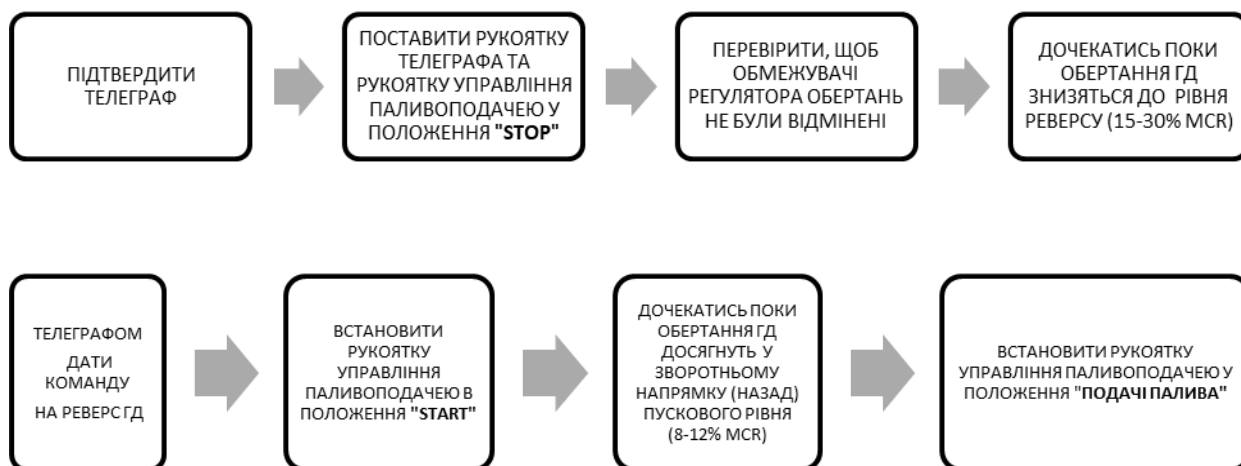 ПІДТВЕРДИТИ
ТЕЛЕГРАФ
ПОСТАВИТИ РУКОЯТКУ
ТЕЛЕГРАФА ТА
РУКОЯТКУ УПРАВЛІННЯ
ПАЛИВОПОДАЧЕЮ У
ПОЛОЖЕННЯ "STOP"
ПЕРЕВІРИТИ, ЩОБ
ОБМЕЖУВАЧІ
РЕГУЛЯТОРА ОБЕРТАНЬ
НЕ БУЛИ ВІДМІНЕНІ
ДОЧЕКАТИСЬ ПОКИ
ОБЕРТАННЯ ГД
ЗНИЗЯТЬСЯ ДО РІВНЯ
РЕВЕРСУ (15-30% MCR)
ТЕЛЕГРАФОМ
ДАТИ
КОМАНДУ
НА РЕВЕРС ГД
ВСТАНОВИТИ
РУКОЯТКУ
УПРАВЛІННЯ
ПАЛИВОПОДАЧЕЮ В
ПОЛОЖЕННЯ "START"
ДОЧЕКАТИСЬ ПОКИ
ОБЕРТАННЯ ГД
ДОСЯГНУТЬ У
ЗВОРОТНЬОМУ
НАПРЯМКУ (НАЗАД)
ПУСКОВОГО РІВНЯ
(8-12% MCR)
ВСТАНОВИТИ РУКОЯТКУ
УПРАВЛІННЯ ПАЛИВОПОДАЧЕЮ У
ПОЛОЖЕННЯ "ПОДАЧІ ПАЛИВА"